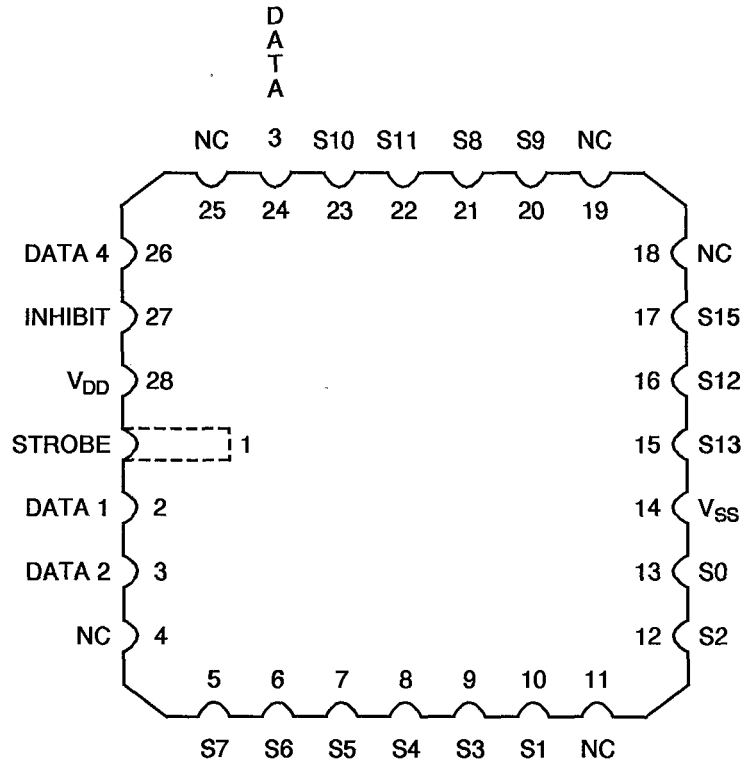 DATA
NC 3 S10 S11 S8 S9 NC
25 24 23 22 21 20 19
DATA 4 26 18 NC
INHIBIT 27 17 S15
VDD 28 16 S12
STROBE 1 15 S13
DATA 1 2 14 VSS
DATA 2 3 13 S0
NC 4 12 S2
5 6 7 8 9 10 11
S7 S6 S5 S4 S3 S1 NC